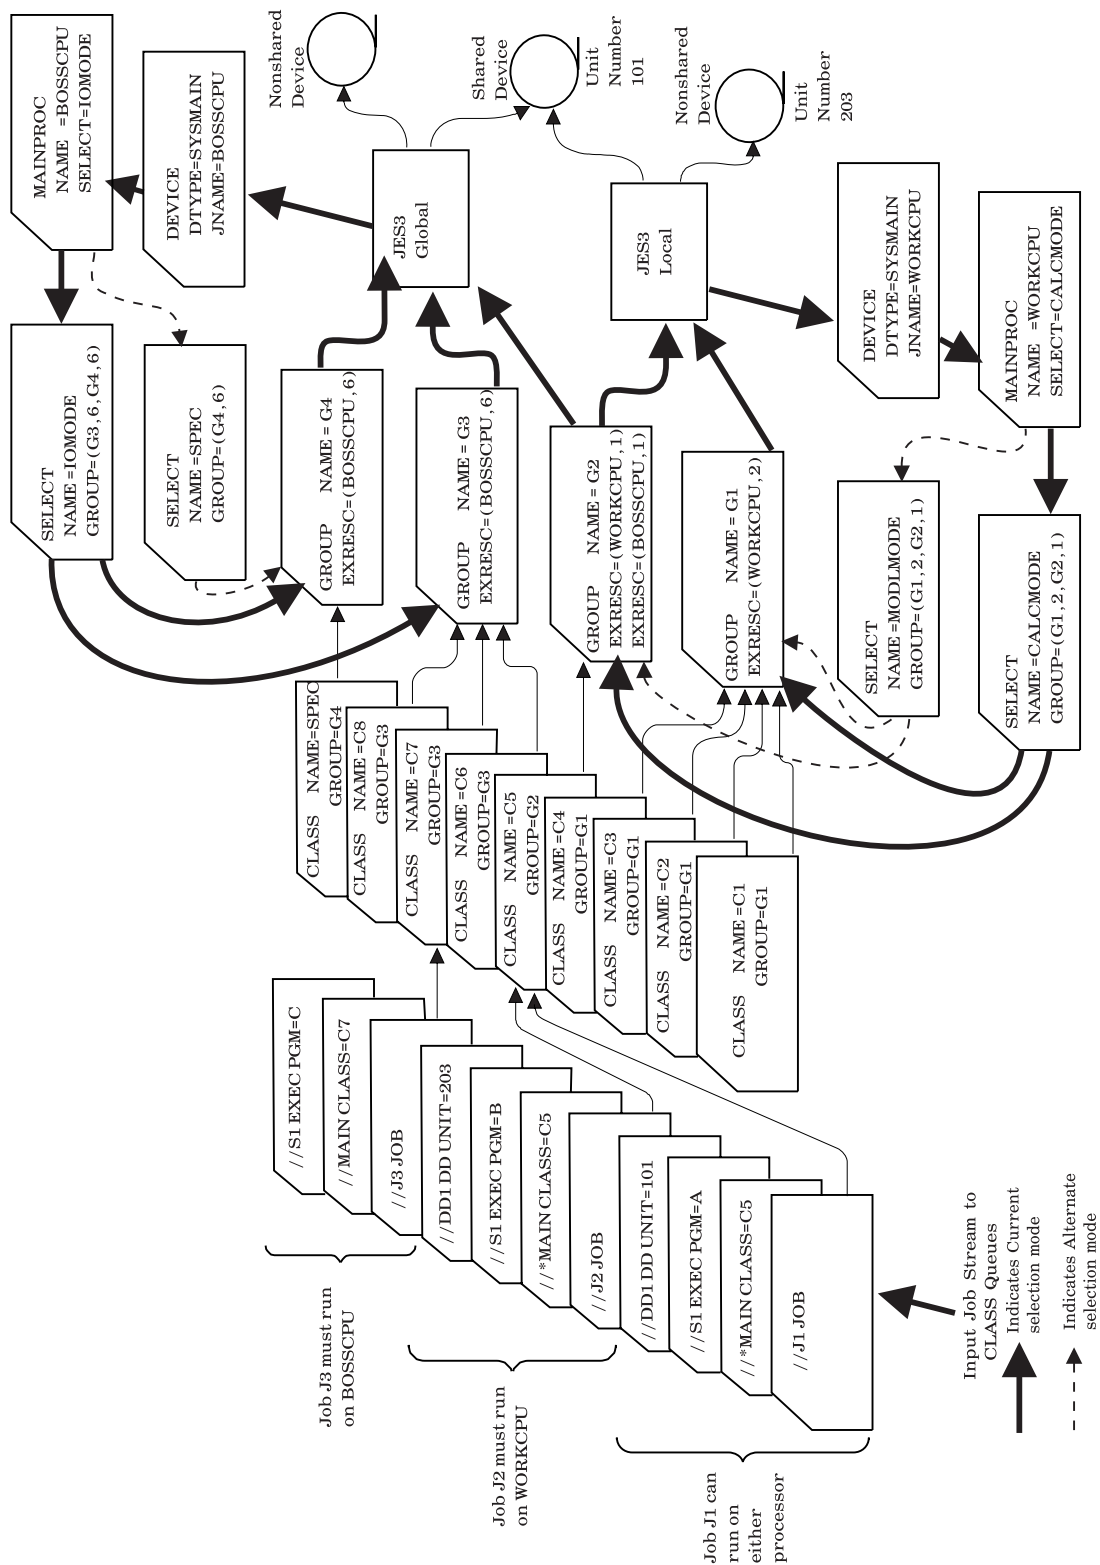 Job J1 can
run on
either
processor
Job J2 must run
on WORKCPU
Job J3 must run
on BOSSCPU
//S1 EXEC PGM=C
//MAIN CLASS=C7
//J3 JOB
//DD1 DD UNIT=203
//S1 EXEC PGM=B
//*MAIN CLASS=C5
//J2 JOB
//DD1 DD UNIT=101
//S1 EXEC PGM=A
//*MAIN CLASS=C5
//J1 JOB
Input Job Stream to
CLASS Queues
Indicates Current
selection mode
Indicates Alternate
selection mode
CLASS NAME=SPEC
GROUP=G4
CLASS NAME=C8
GROUP=G3
CLASS NAME=C7
GROUP=G3
CLASS NAME=C6
GROUP=G3
CLASS NAME=C5
GROUP=G2
CLASS NAME=C4
GROUP=G1
CLASS NAME=C3
GROUP=G1
CLASS NAME=C2
GROUP=G1
CLASS NAME=C1
GROUP=G1
SELECT
NAME=IOMODE
GROUP=(G3,6,G4,6)
SELECT
NAME=SPEC
GROUP=(G4,6)
GROUP NAME=G4
EXRESC=(BOSSCPU,6)
GROUP NAME=G3
EXRESC=(BOSSCPU,6)
GROUP NAME=G2
EXRESC=(WORKCPU,1)
EXRESC=(BOSSCPU,1)
GROUP NAME=G1
EXRESC=(WORKCPU,2)
SELECT
NAME=MODLMODE
GROUP=(G1,2,G2,1)
SELECT
NAME=CALCMODE
GROUP=(G1,2,G2,1)
MAINPROC
NAME =BOSSCPU
SELECT=IOMODE
DEVICE
DTYPE=SYSMAIN
JNAME=BOSSCPU
JES3
Global
JES3
Local
DEVICE
DTYPE=SYSMAIN
JNAME=WORKCPU
MAINPROC
NAME =WORKCPU
SELECT=CALCMODE
Nonshared
Device
Shared
Device
Unit
Number
101
Nonshared
Device
Unit
Number
203